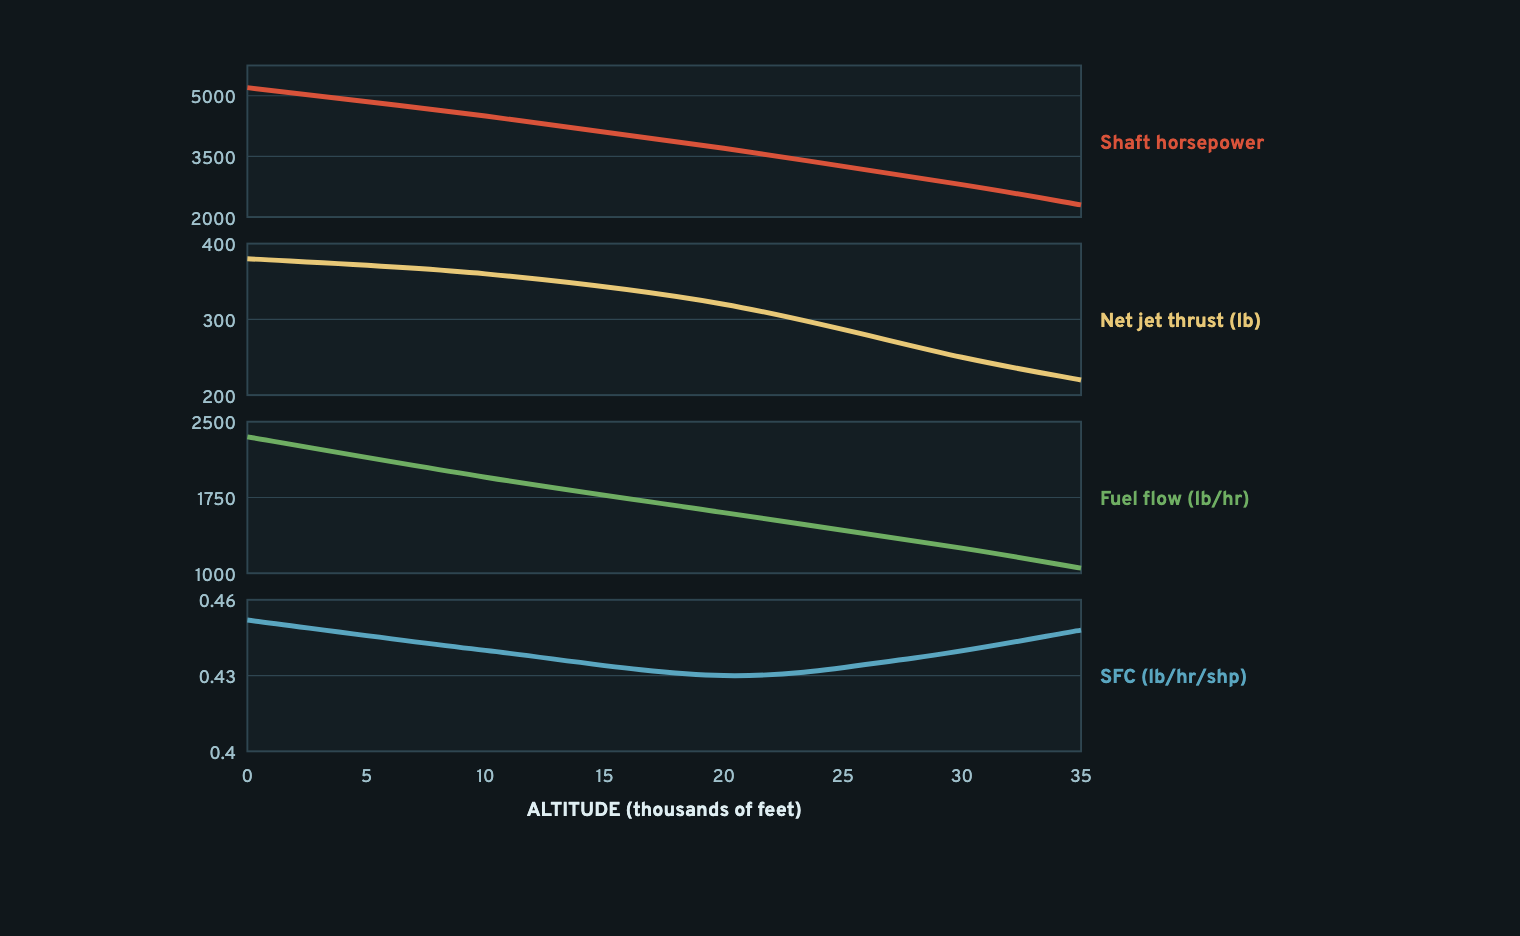 5000
3500
2000
Shaft horsepower
400
300
200
Net jet thrust (lb)
2500
1750
1000
Fuel flow (lb/hr)
0.46
0.43
0.4
SFC (lb/hr/shp)
0 5 10 15 20 25 30 35
ALTITUDE (thousands of feet)